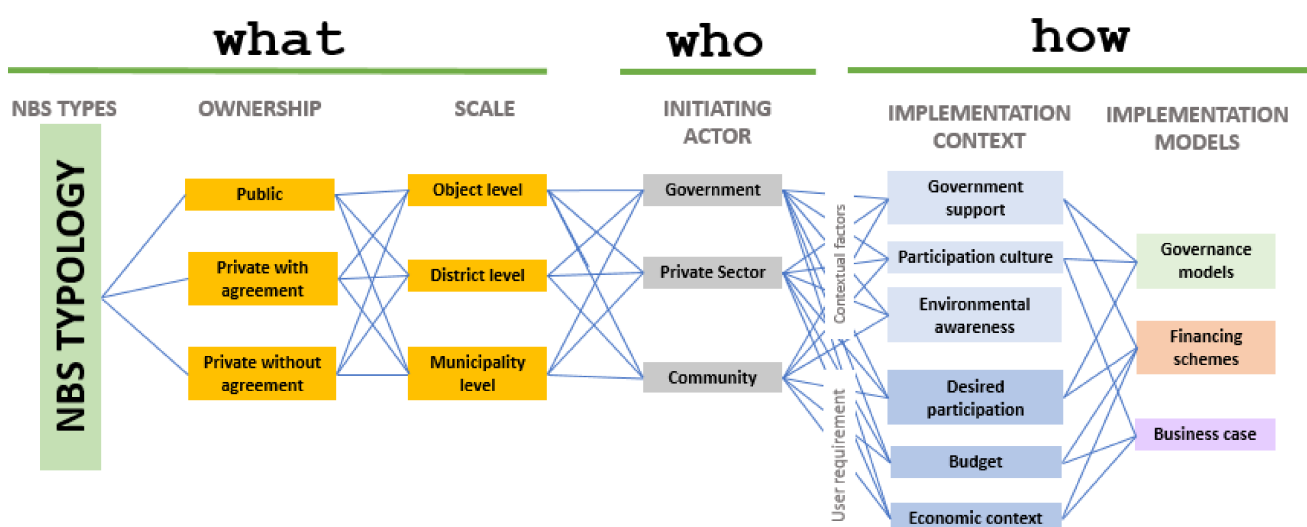 what
who
how
NBS TYPES
OWNERSHIP
SCALE
INITIATING
ACTOR
IMPLEMENTATION
CONTEXT
IMPLEMENTATION
MODELS
NBS TYPOLOGY
Public
Private with
agreement
Private without
agreement
Object level
District level
Municipality
level
Government
Private Sector
Community
Contextual factors
User requirement
Government
support
Participation culture
Environmental
awareness
Desired
participation
Budget
Economic context
Governance
models
Financing
schemes
Business case